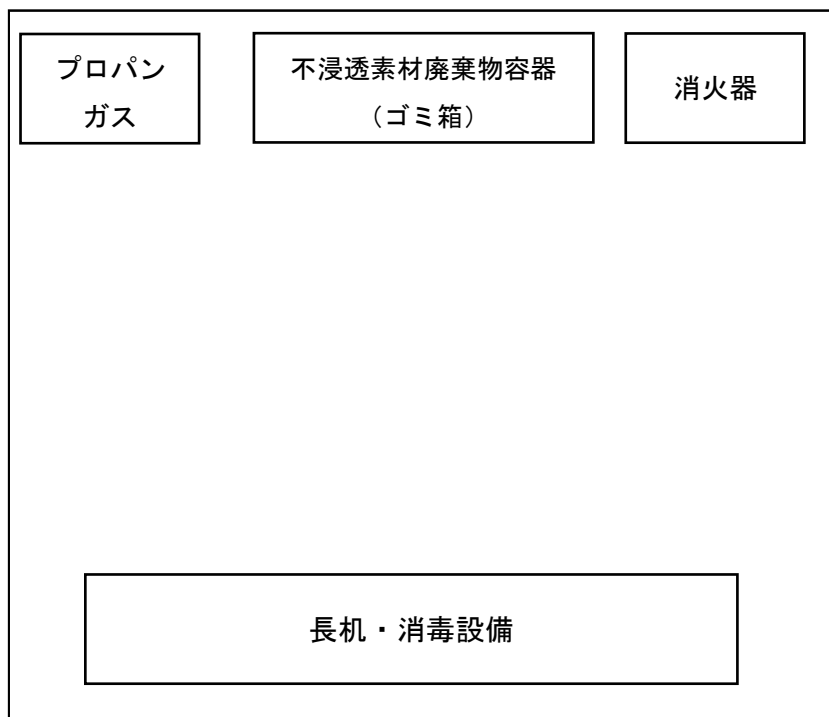 プロパン
ガス
不浸透素材廃棄物容器
（ゴミ箱）
消火器
長机・消毒設備